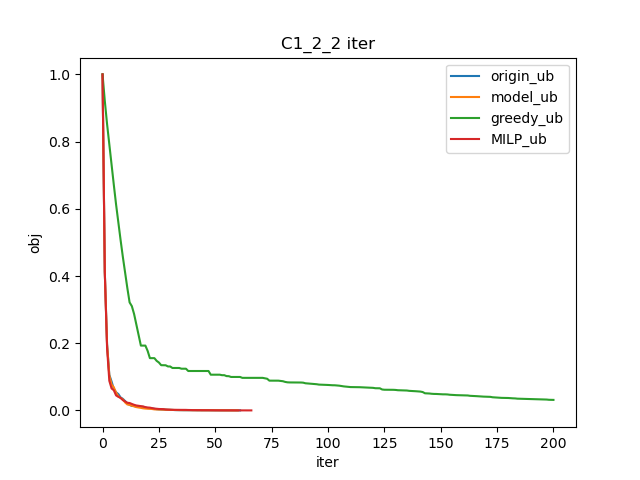 C1_2_2 iter
origin_ub
model_ub
greedy_ub
MILP_ub
obj
1.0
0.8
0.6
0.4
0.2
0.0
0 25 50 75 100 125 150 175 200
iter